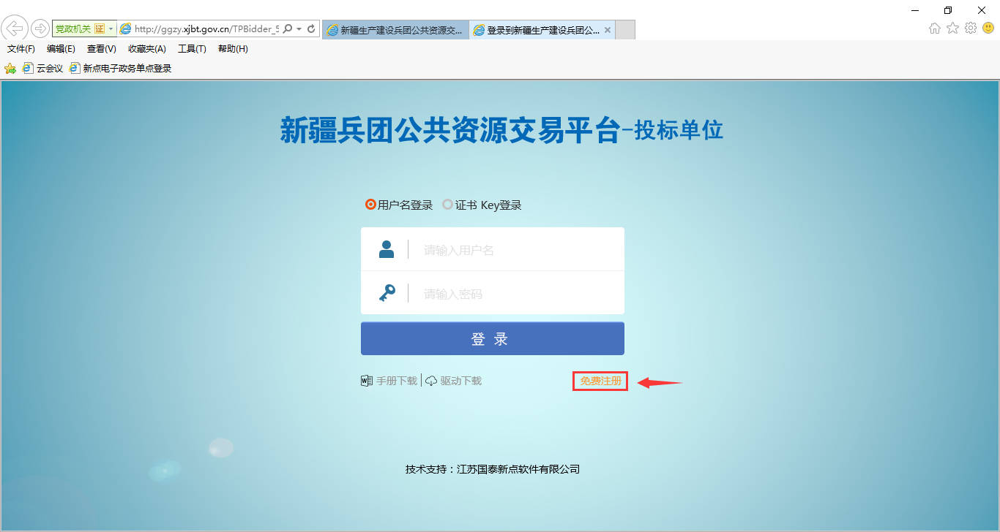 党政机关 证
http://ggzy.xjbt.gov.cn/TPBidder_5
新疆生产建设兵团公共资源交...
登录到新疆生产建设兵团公...
文件(F) 编辑(E) 查看(V) 收藏夹(A) 工具(T) 帮助(H)
云会议 新点电子政务单点登录
新疆兵团公共资源交易平台-投标单位
用户名登录 证书 Key登录
请输入用户名
请输入密码
登 录
手册下载 驱动下载 免费注册
技术支持：江苏国泰新点软件有限公司